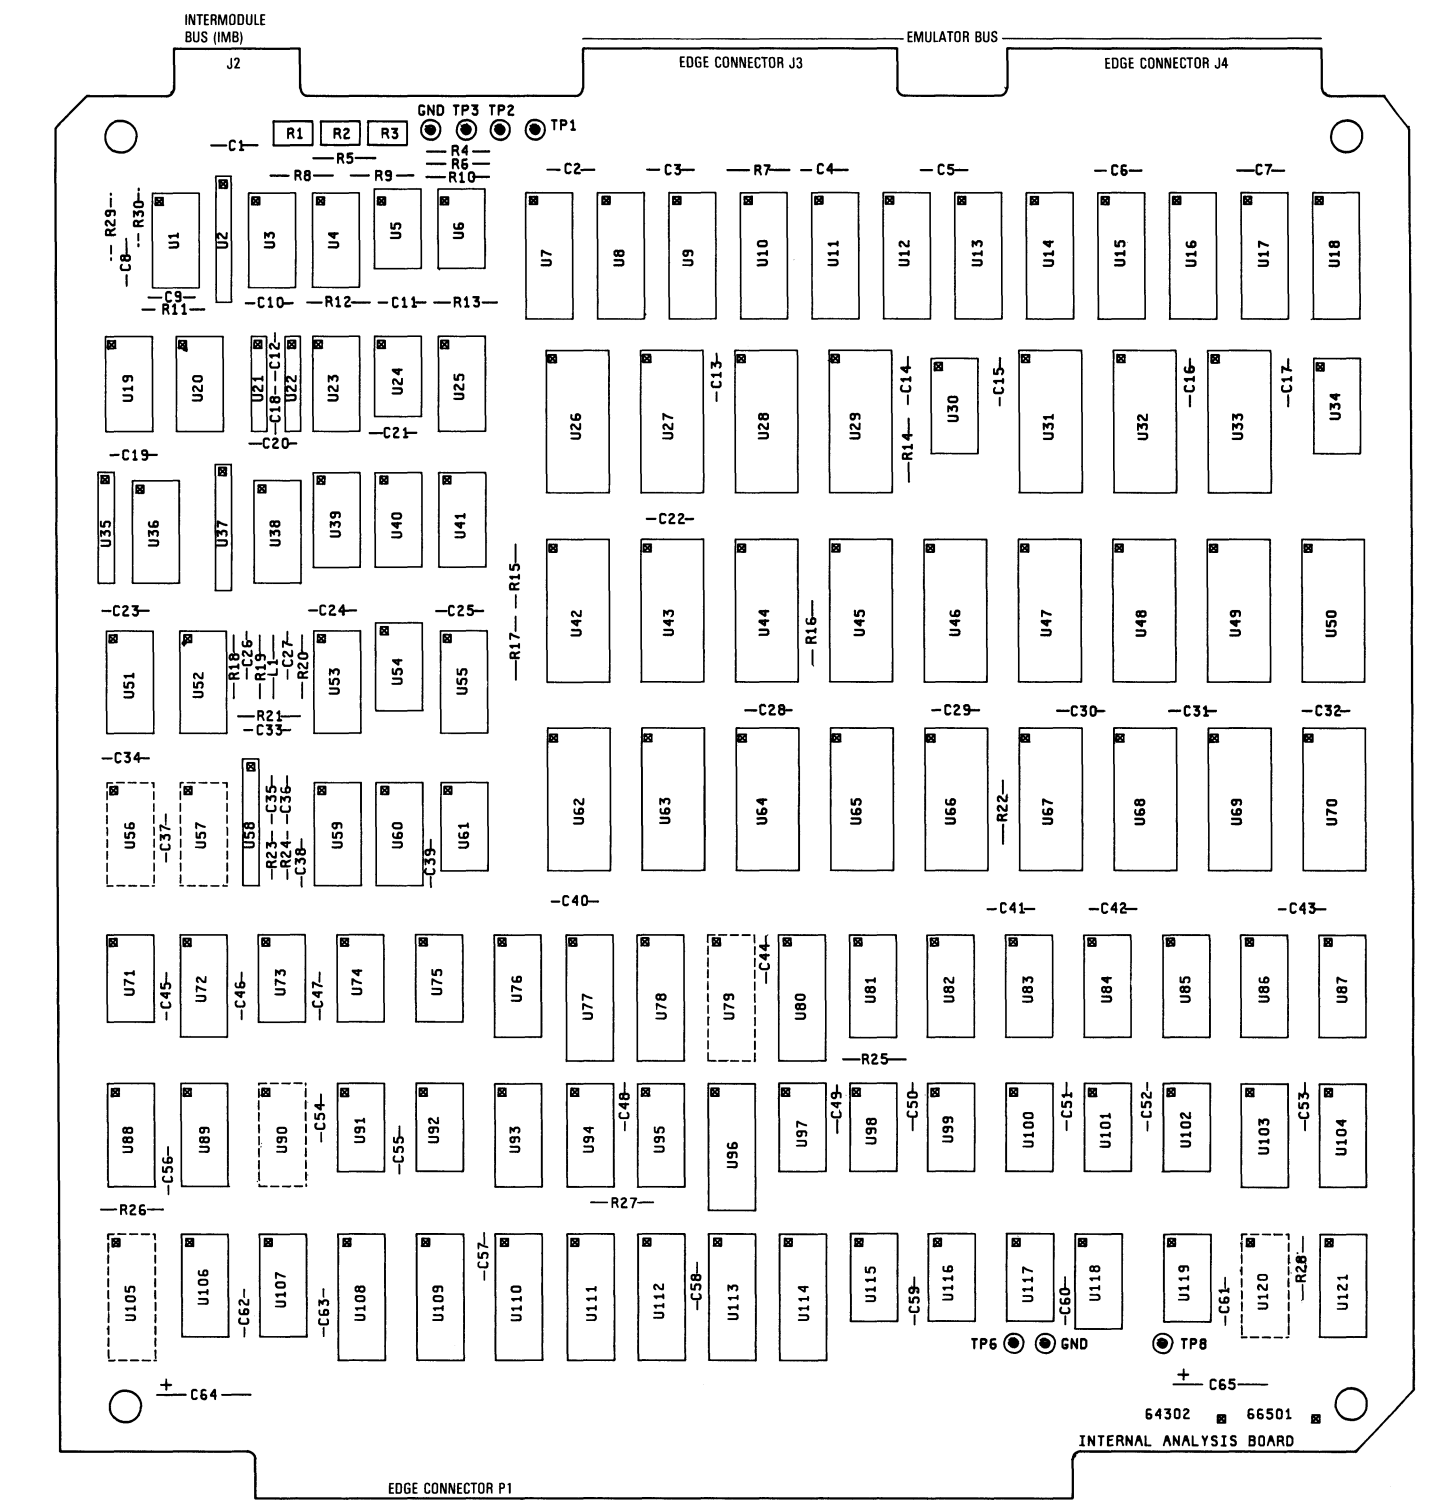 INTERMODULE
BUS (IMB)
J2
EMULATOR BUS
EDGE CONNECTOR J3
EDGE CONNECTOR J4
GND TP3 TP2
TP1
R1 R2 R3
C1
R4
R5
R6
R8 R9 R10
C2 C3 R7 C4 C5 C6 C7
R29 R30 C8
U1 U2 U3 U4 U5 U6 U7 U8 U9 U10 U11 U12 U13 U14 U15 U16 U17 U18
C9 C10 R12 C11 R13
R11
U19 U20 U21 C12 C18 U22 U23 U24 U25
U26 U27 C13 U28 U29 C14 R14 U30 C15 U31 U32 C16 U33 C17 U34
C20 C21
C19
U35 U36 U37 U38 U39 U40 U41
C22
R15 R17
U42 U43 U44 R16 U45 U46 U47 U48 U49 U50
C23 C24 C25
U51 U52 R18 C26 R19 L1 C27 R20 U53 U54 U55
R21
C33
C28 C29 C30 C31 C32
C34
U56 C37 U57 U58 C35 R23 C36 R24 C38 U59 U60 C39 U61
U62 U63 U64 U65 U66 R22 U67 U68 U69 U70
C40 C41 C42 C43
U71 C45 U72 C46 U73 C47 U74 U75 U76 U77 U78 U79 C44 U80 U81 U82 U83 U84 U85 U86 U87
R25
U88 C56 U89 U90 C54 U91 C55 U92 U93 U94 C48 U95 U96 U97 C49 U98 C50 U99 U100 C51 U101 C52 U102 U103 C53 U104
R26 R27
U105 U106 C62 U107 C63 U108 U109 C57 U110 U111 U112 C58 U113 U114 U115 C59 U116 U117 C60 U118 U119 C61 U120 R28 U121
TP6 GND TP8
+ C64
+ C65
64302 66501
INTERNAL ANALYSIS BOARD
EDGE CONNECTOR P1